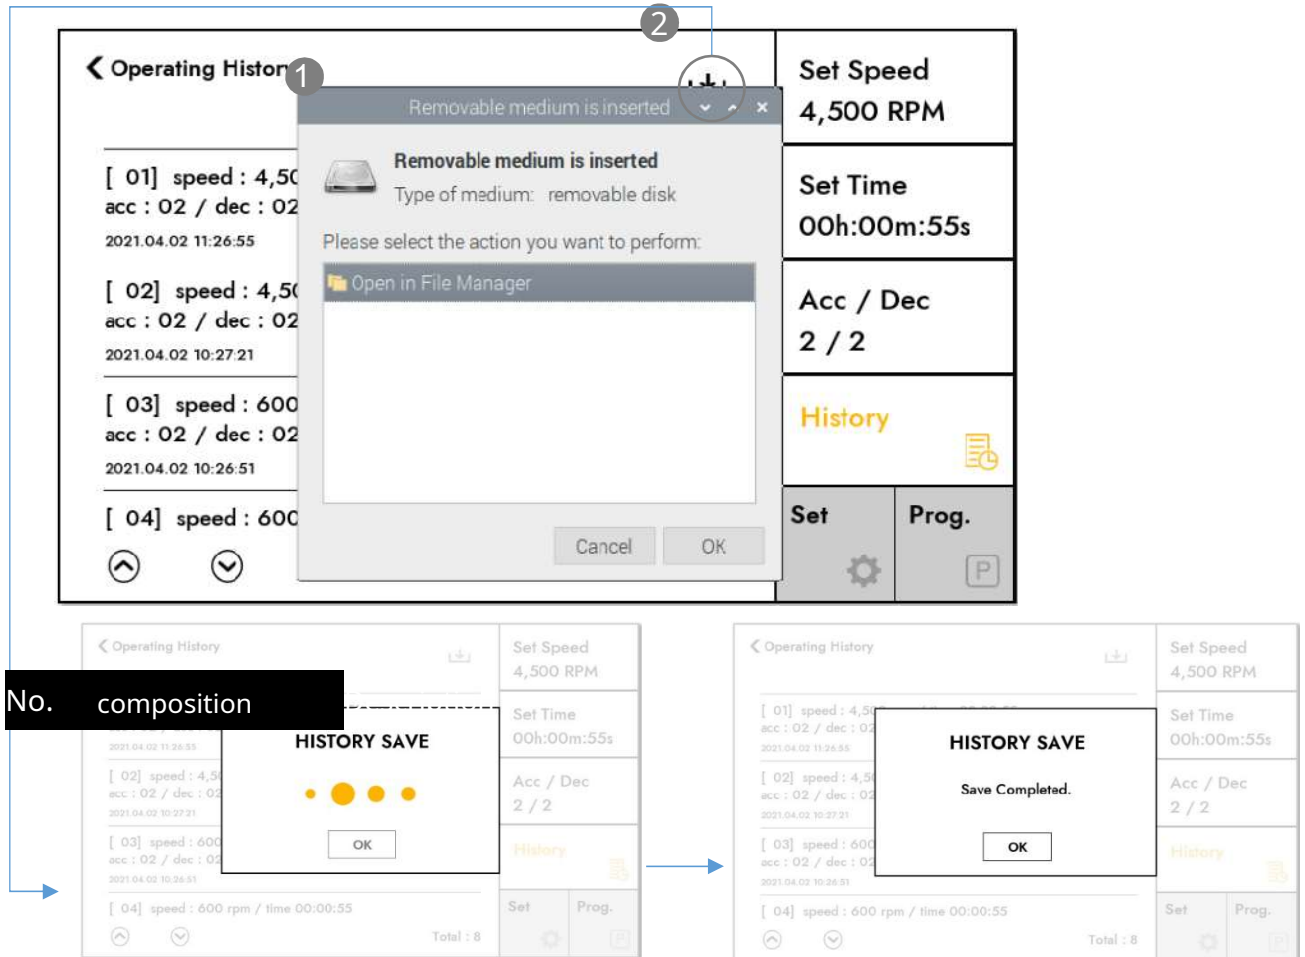 2
Operating History
1
Removable medium is inserted
Removable medium is inserted
Type of medium: removable disk
Please select the action you want to perform:
Open in File Manager
Cancel OK
[ 01] speed : 4,50
acc : 02 / dec : 02
2021.04.02 11:26:55
[ 02] speed : 4,50
acc : 02 / dec : 02
2021.04.02 10:27:21
[ 03] speed : 600
acc : 02 / dec : 02
2021.04.02 10:26:51
[ 04] speed : 600
Set Speed
4,500 RPM
Set Time
00h:00m:55s
Acc / Dec
2 / 2
History
Set Prog.
P
Operating History
No. composition
HISTORY SAVE
OK
2021.04.02 11:26:55
[ 02] speed : 4,50
acc : 02 / dec : 02
2021.04.02 10:27:21
[ 03] speed : 600
acc : 02 / dec : 02
2021.04.02 10:26:51
[ 04] speed : 600 rpm / time 00:00:55
Total : 8
Set Speed
4,500 RPM
Set Time
00h:00m:55s
Acc / Dec
2 / 2
History
Set Prog.
P
Operating History
[ 01] speed : 4,50
acc : 02 / dec : 02
2021.04.02 11:26:55
[ 02] speed : 4,50
acc : 02 / dec : 02
2021.04.02 10:27:21
[ 03] speed : 600
acc : 02 / dec : 02
2021.04.02 10:26:51
[ 04] speed : 600 rpm / time 00:00:55
Total : 8
HISTORY SAVE
Save Completed.
OK
Set Speed
4,500 RPM
Set Time
00h:00m:55s
Acc / Dec
2 / 2
History
Set Prog.
P